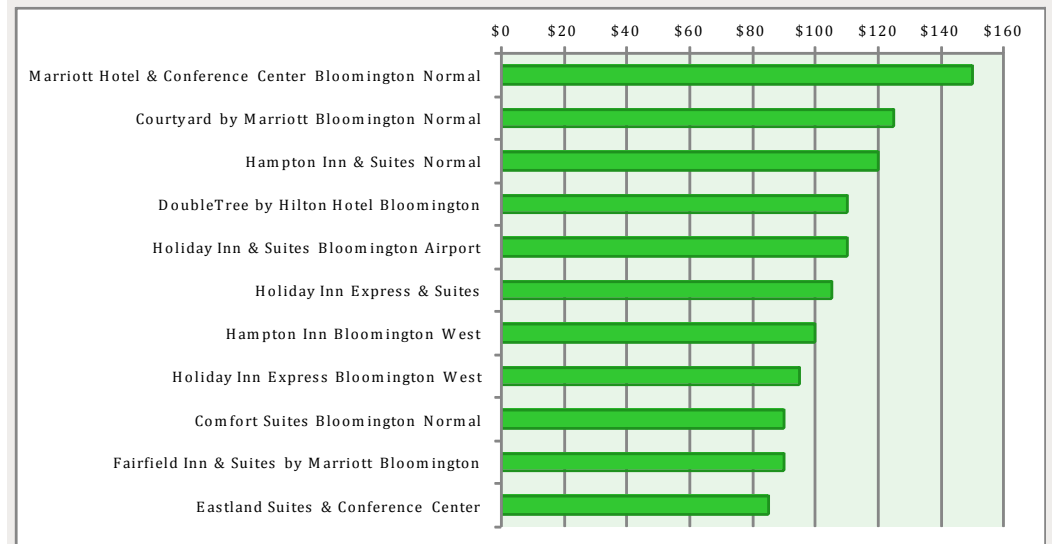 $0 $20 $40 $60 $80 $100 $120 $140 $160
Marriott Hotel & Conference Center Bloomington Normal
Courtyard by Marriott Bloomington Normal
Hampton Inn & Suites Normal
DoubleTree by Hilton Hotel Bloomington
Holiday Inn & Suites Bloomington Airport
Holiday Inn Express & Suites
Hampton Inn Bloomington West
Holiday Inn Express Bloomington West
Comfort Suites Bloomington Normal
Fairfield Inn & Suites by Marriott Bloomington
Eastland Suites & Conference Center